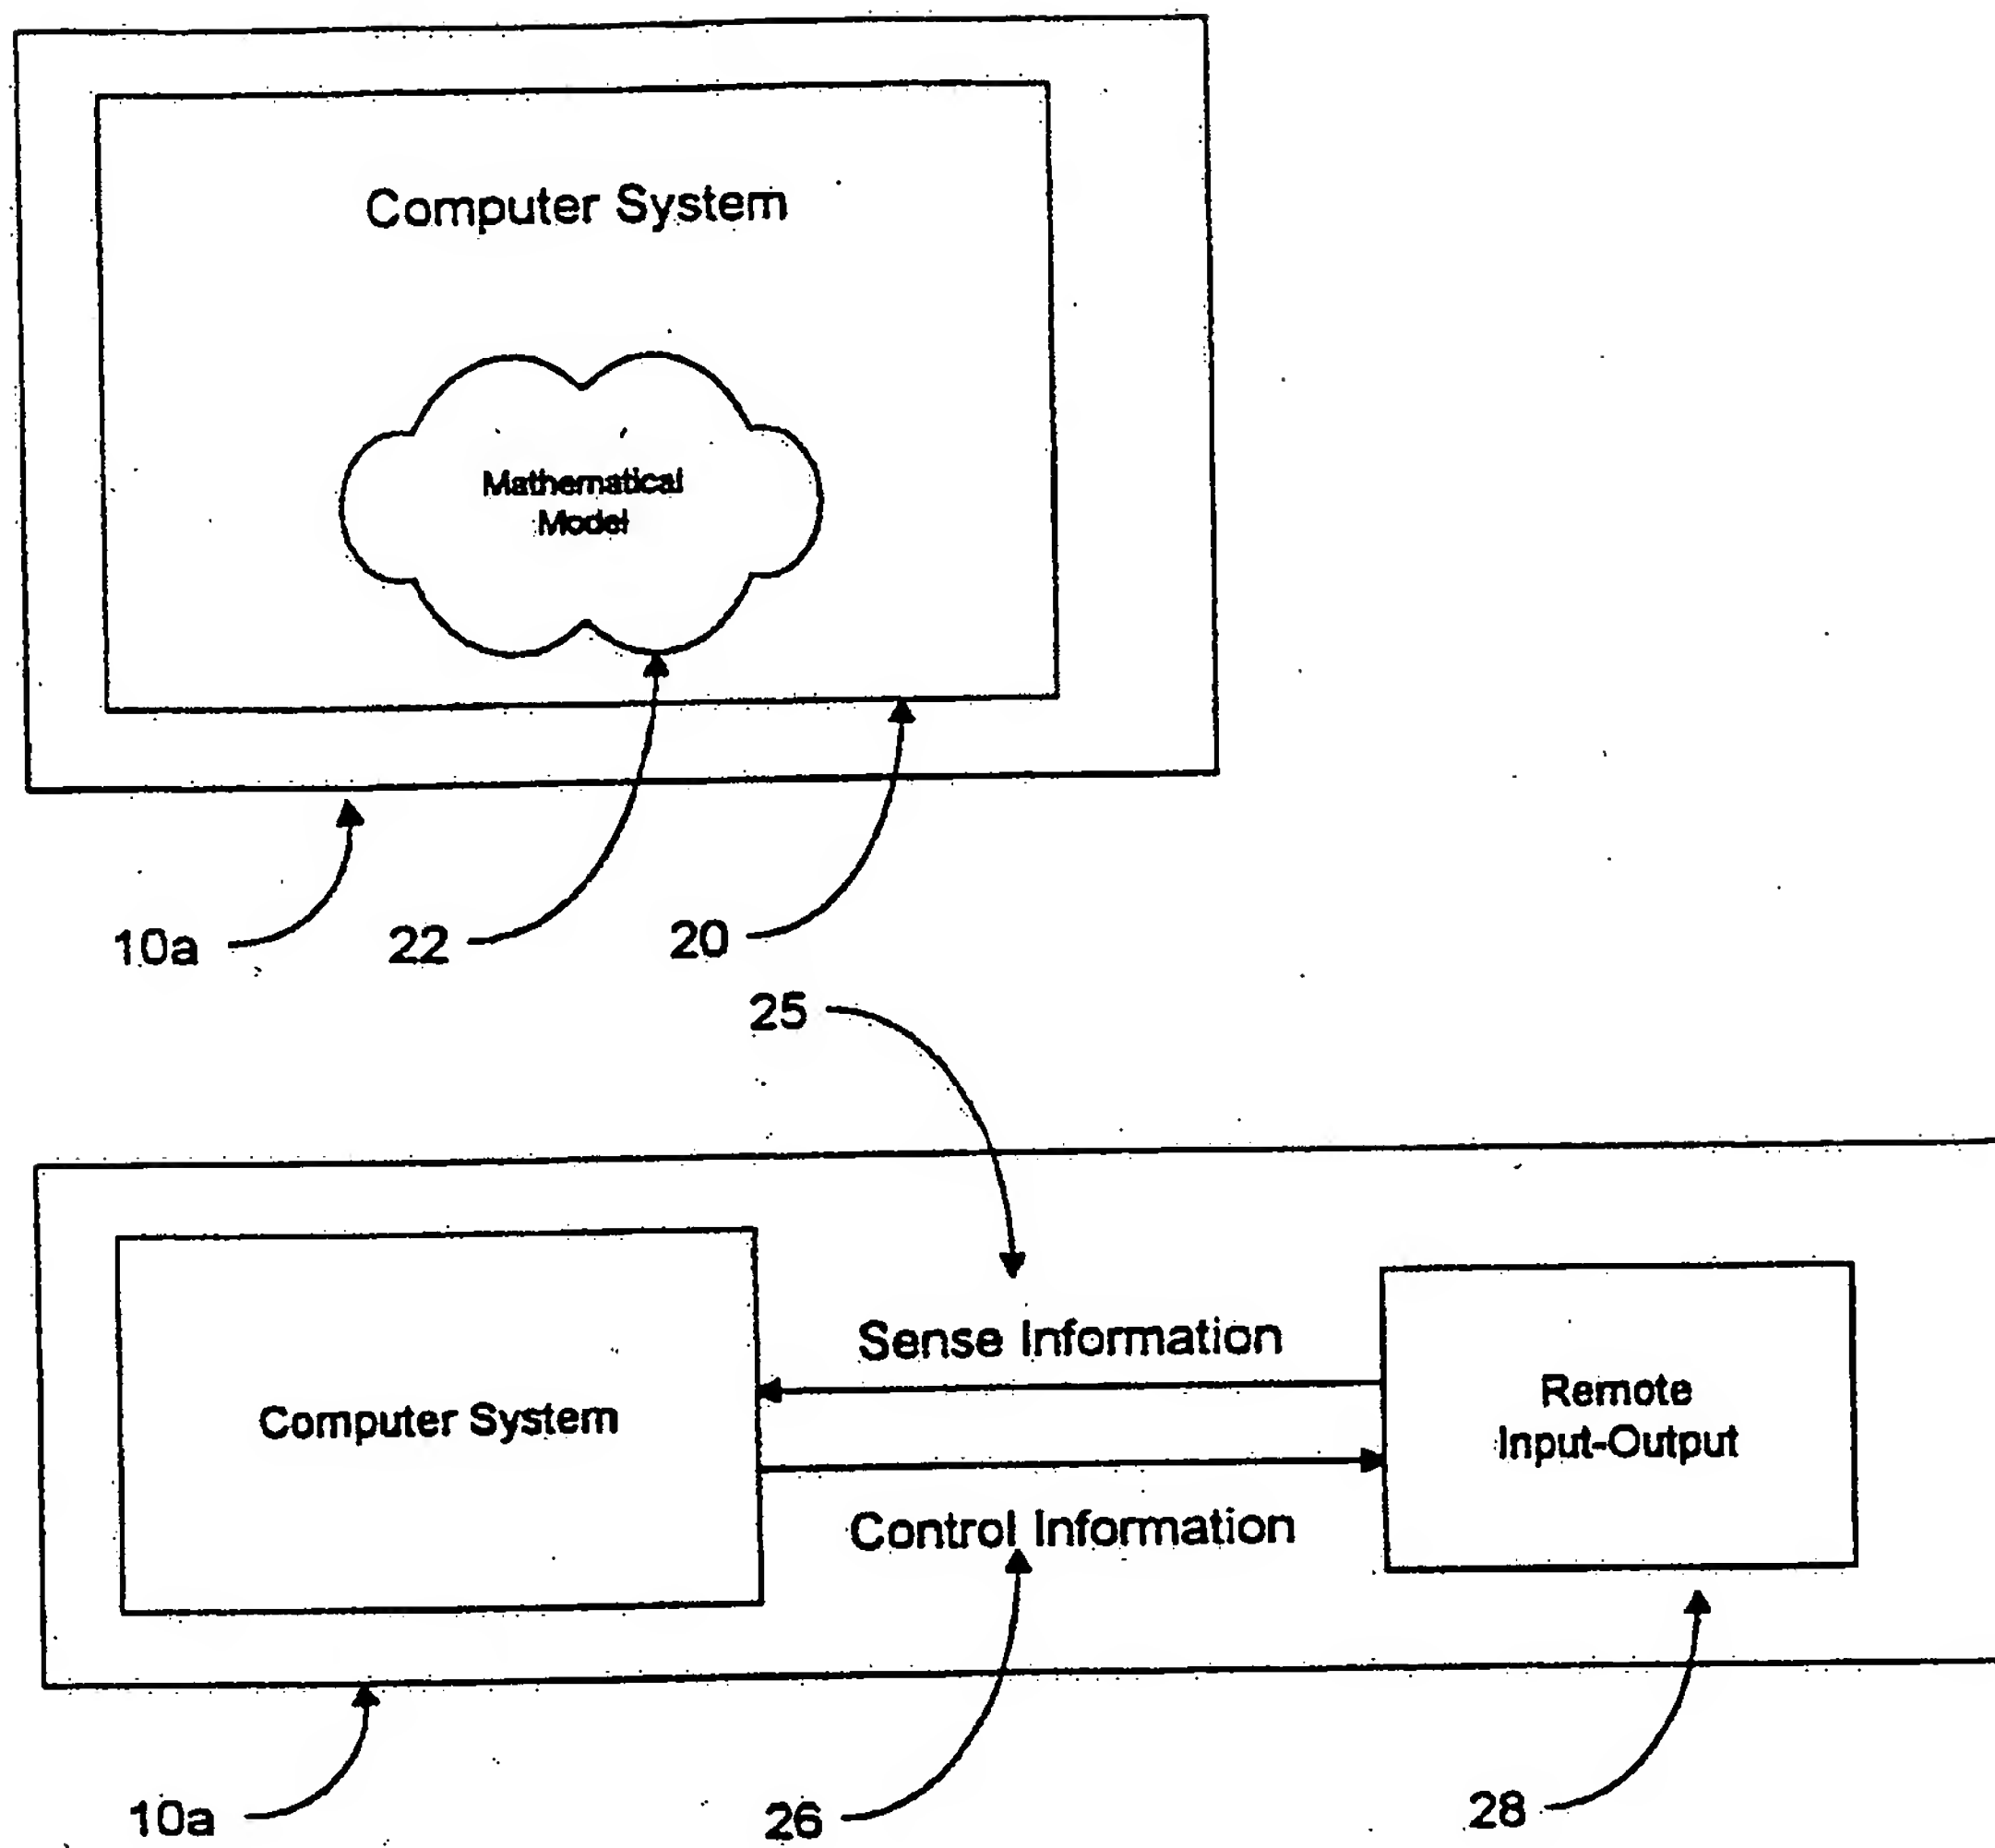 Computer System
Mathematical
Model
10a
22
20
25
Sense Information
Computer System
Remote
Input-Output
Control Information
10a
26
28